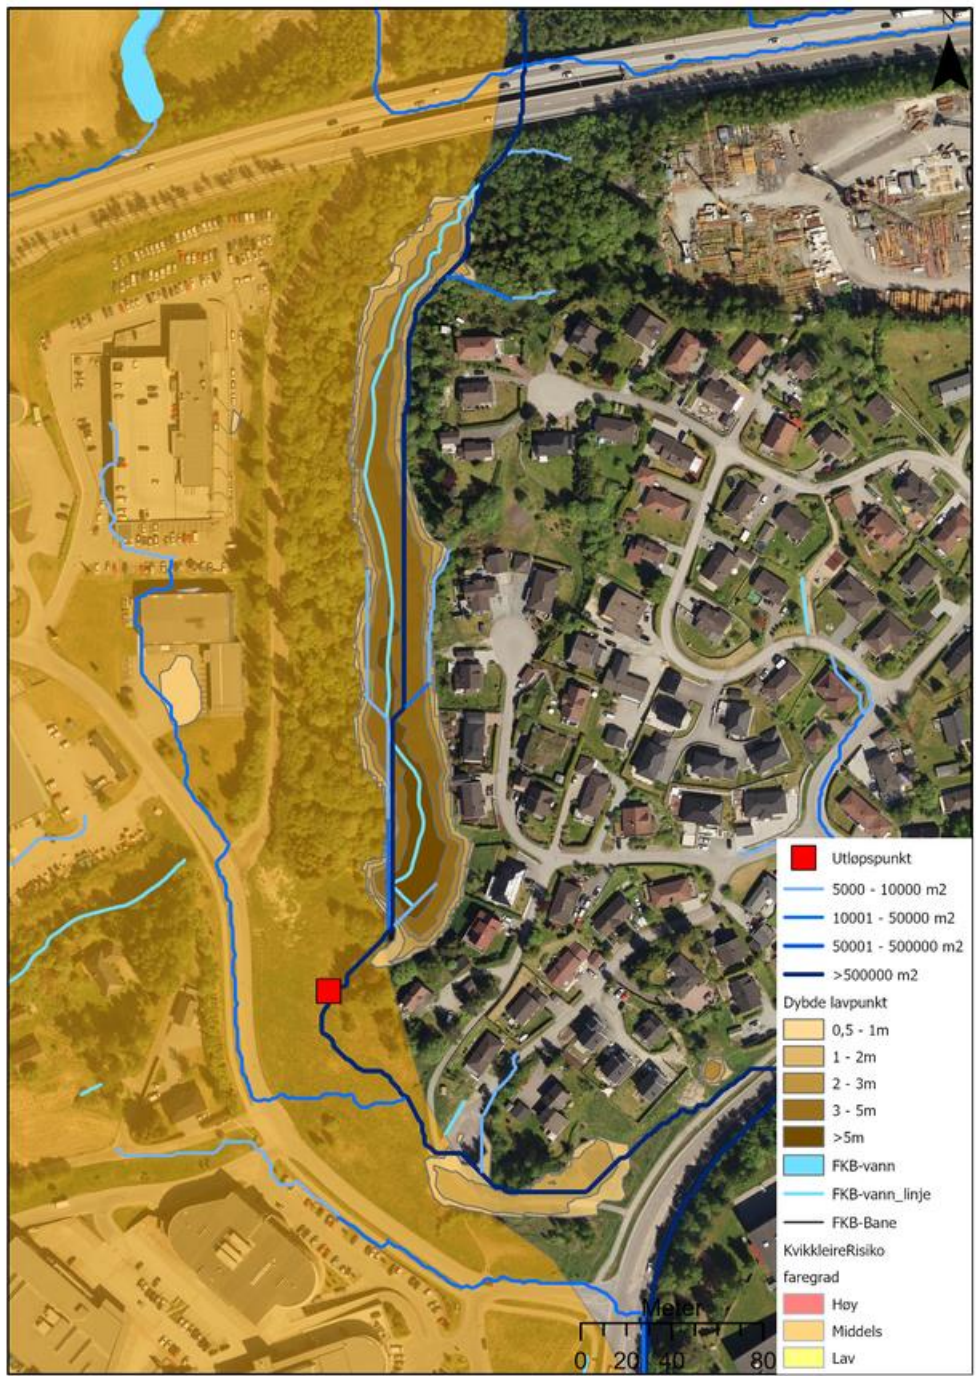 N
Utløpspunkt
5000 - 10000 m2
10001 - 50000 m2
50001 - 500000 m2
>500000 m2
Dybde lavpunkt
0,5 - 1m
1 - 2m
2 - 3m
3 - 5m
>5m
FKB-vann
FKB-vann_linje
FKB-Bane
KvikkleireRisiko
faregrad
Høy
Middels
Lav
Meter
0 20 40 80